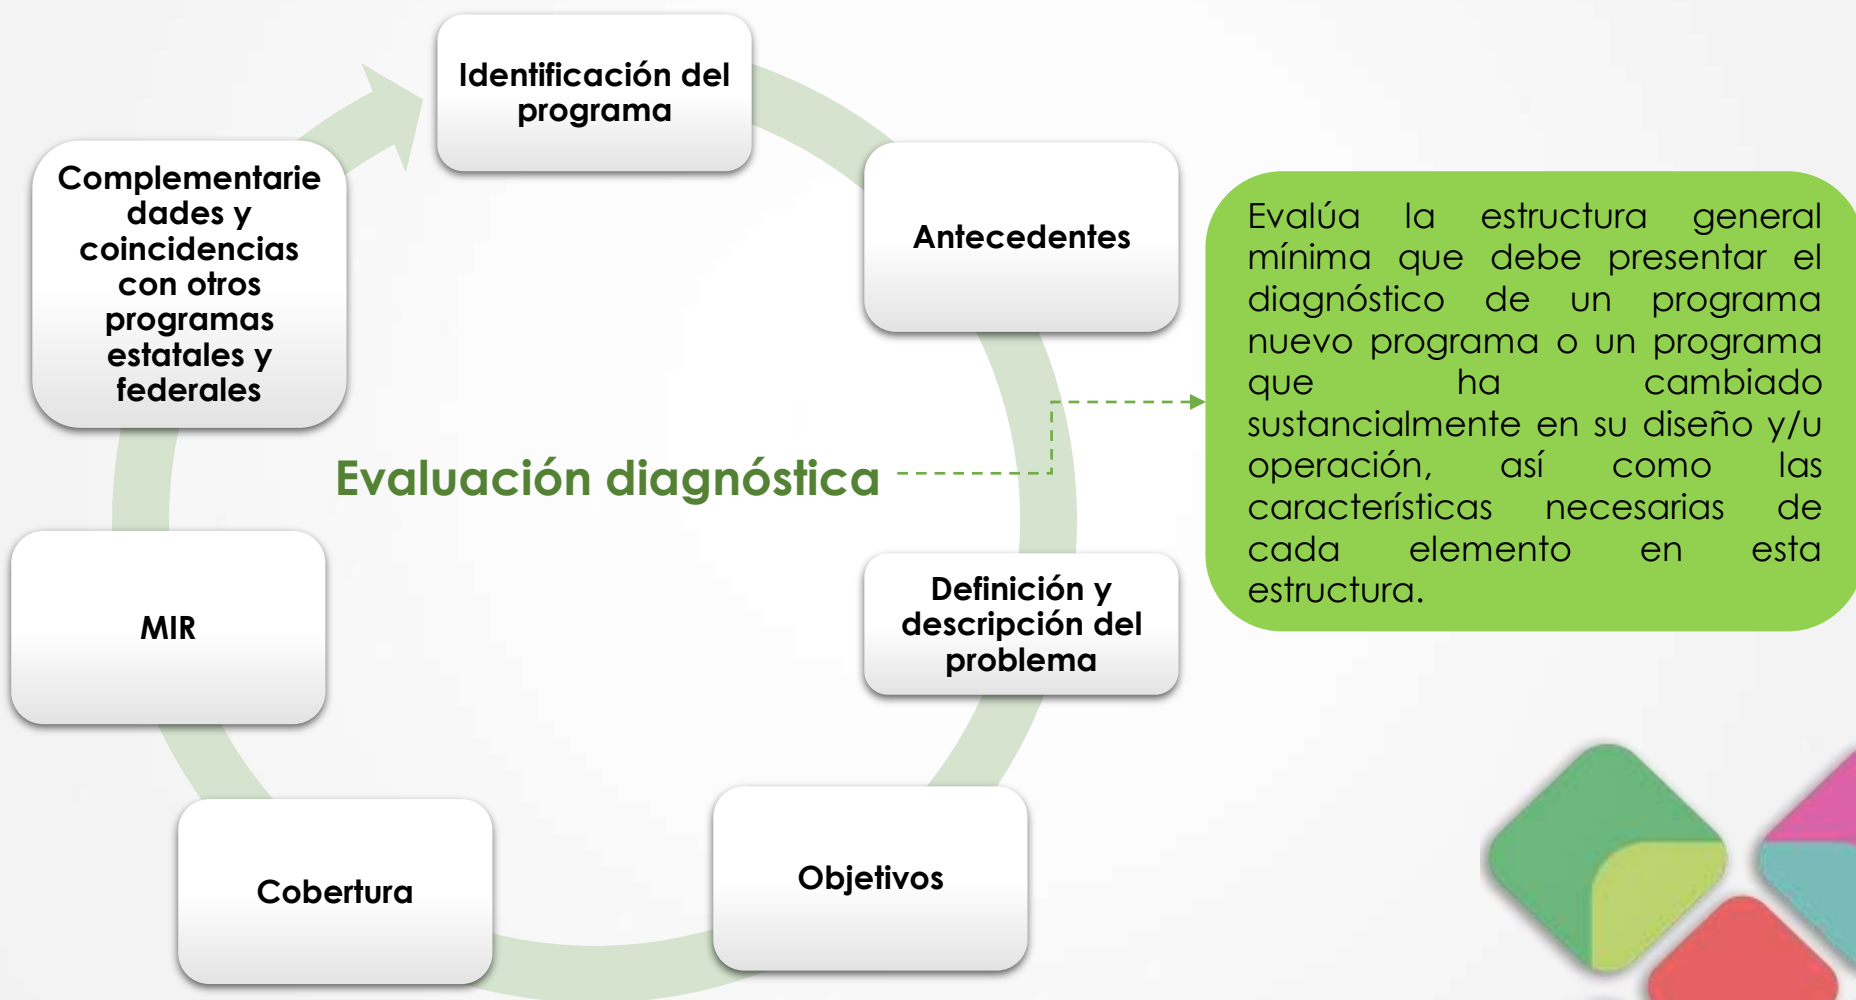 Identificación del
programa
Antecedentes
Definición y
descripción del
problema
Objetivos
Cobertura
MIR
Complementarie
dades y
coincidencias
con otros
programas
estatales y
federales
Evaluación diagnóstica
Evalúa la estructura general
mínima que debe presentar el
diagnóstico de un programa
nuevo programa o un programa
que ha cambiado
sustancialmente en su diseño y/u
operación, así como las
características necesarias de
cada elemento en esta
estructura.